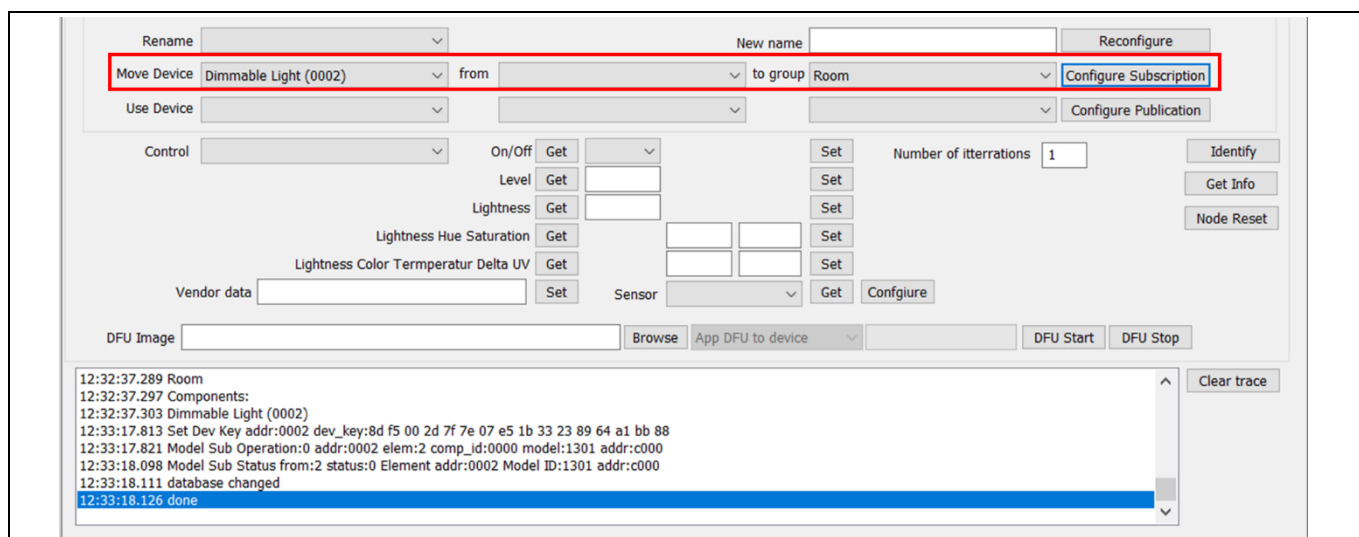 Rename New name Reconfigure
Move Device Dimmable Light (0002) from to group Room Configure Subscription
Use Device Configure Publication
Control On/Off Get Set Number of itterrations 1 Identify
Level Get Set Get Info
Lightness Get Set Node Reset
Lightness Hue Saturation Get Set
Lightness Color Termperatur Delta UV Get Set
Vendor data Set Sensor Get Confgiure
DFU Image Browse App DFU to device DFU Start DFU Stop
12:32:37.289 Room Clear trace
12:32:37.297 Components:
12:32:37.303 Dimmable Light (0002)
12:33:17.813 Set Dev Key addr:0002 dev_key:8d f5 00 2d 7f 7e 07 e5 1b 33 23 89 64 a1 bb 88
12:33:17.821 Model Sub Operation:0 addr:0002 elem:2 comp_id:0000 model:1301 addr:c000
12:33:18.098 Model Sub Status from:2 status:0 Element addr:0002 Model ID:1301 addr:c000
12:33:18.111 database changed
12:33:18.126 done